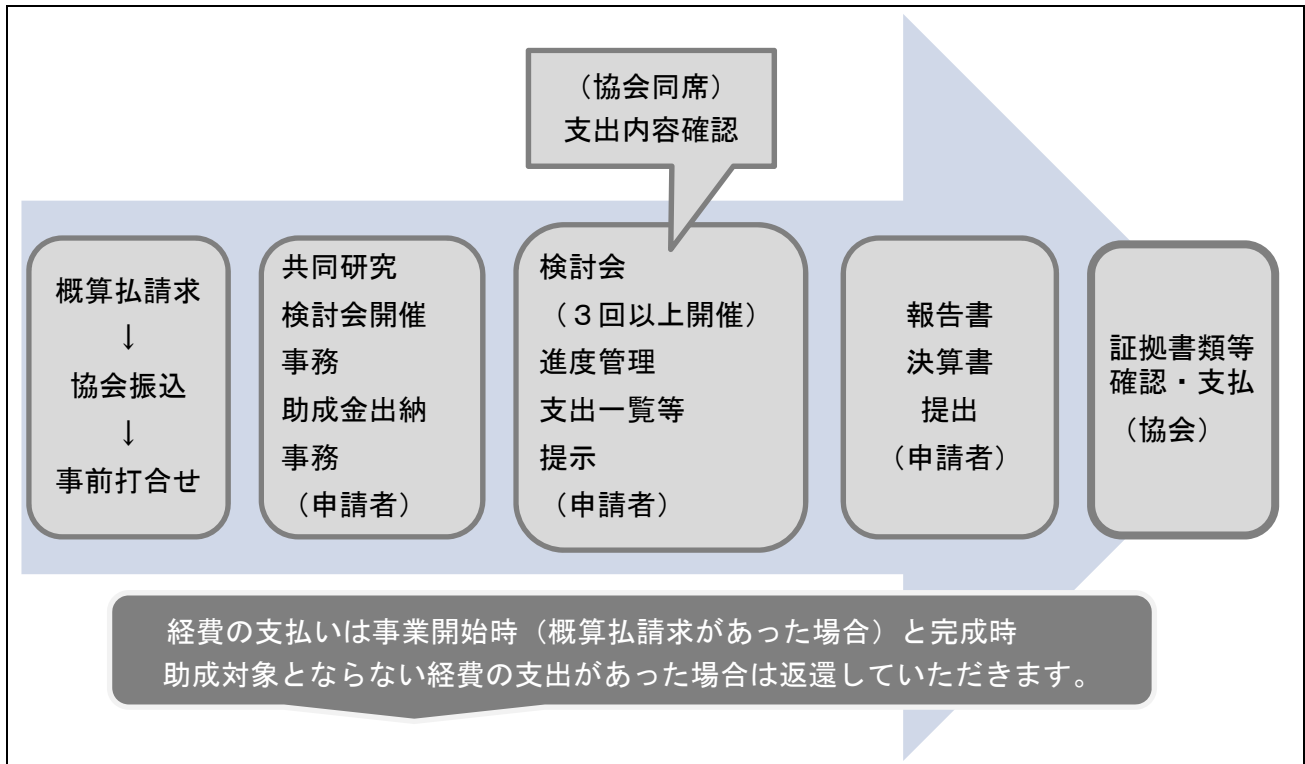 （協会同席）
支出内容確認
概算払請求
↓
協会振込
↓
事前打合せ
共同研究
検討会開催
事務
助成金出納
事務
（申請者）
検討会
（３回以上開催）
進度管理
支出一覧等
提示
（申請者）
報告書
決算書
提出
（申請者）
証拠書類等
確認・支払
（協会）
経費の支払いは事業開始時（概算払請求があった場合）と完成時
助成対象とならない経費の支出があった場合は返還していただきます。